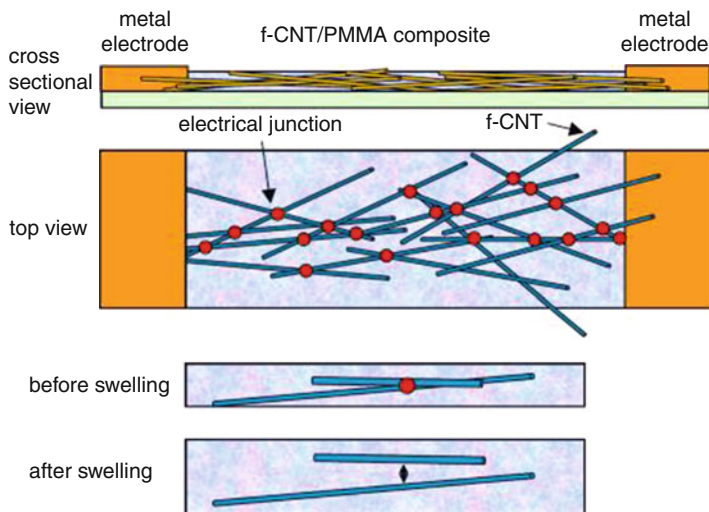 metal
electrode
f-CNT/PMMA composite
metal
electrode
cross
sectional
view
electrical junction
f-CNT
top view
before swelling
after swelling